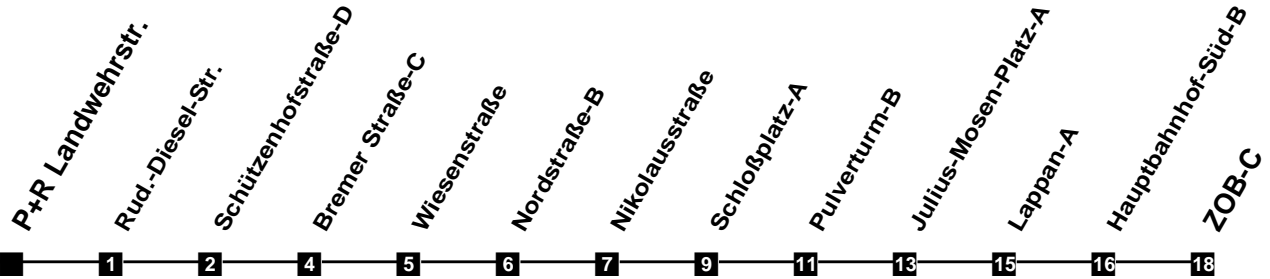 P+R Landwehrstr.
Rud.-Diesel-Str.
Schützenhofstraße-D
Bremer Straße-C
Wiesenstraße
Nordstraße-B
Nikolausstraße
Schloßplatz-A
Pulverturm-B
Julius-Mosen-Platz-A
Lappan-A
Hauptbahnhof-Süd-B
ZOB-C
1 2 4 5 6 7 9 11 13 15 16 18